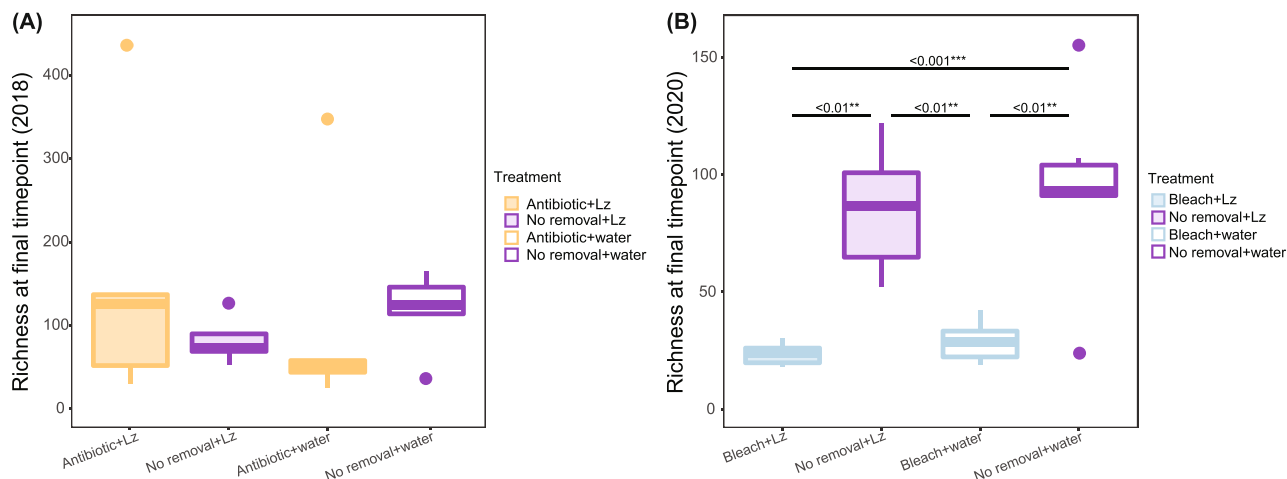 (A)
Richness at final timepoint (2018)
400
300
200
100
0
Antibiotic+Lz
No removal+Lz
Antibiotic+water
No removal+water
Treatment
Antibiotic+Lz
No removal+Lz
Antibiotic+water
No removal+water
(B)
Richness at final timepoint (2020)
150
100
50
0
<0.001***
<0.01**
<0.01**
<0.01**
Bleach+Lz
No removal+Lz
Bleach+water
No removal+water
Treatment
Bleach+Lz
No removal+Lz
Bleach+water
No removal+water